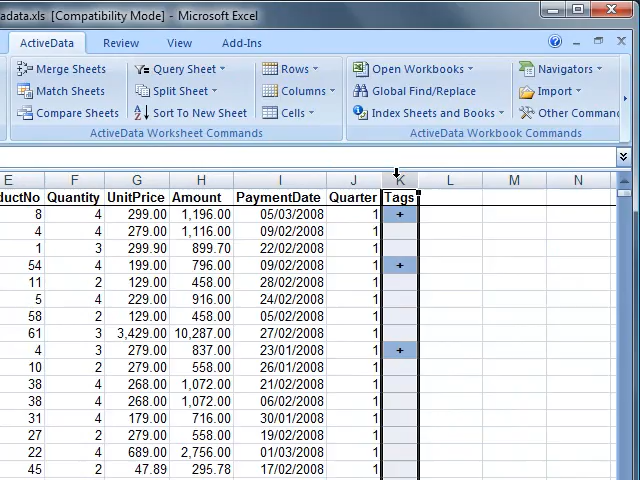 adata.xls [Compatibility Mode] - Microsoft Excel
ActiveData Review View Add-Ins
Merge Sheets Query Sheet Rows Open Workbooks Navigators
Match Sheets Split Sheet Columns Global Find/Replace Import
Compare Sheets Sort To New Sheet Cells Index Sheets and Books Other Comman
ActiveData Worksheet Commands ActiveData Workbook Commands
E F G H I J K L M N
ductNo Quantity UnitPrice Amount PaymentDate Quarter Tags
8 4 299.00 1,196.00 05/03/2008 1 +
4 4 279.00 1,116.00 09/02/2008 1
1 3 299.90 899.70 22/02/2008 1
54 4 199.00 796.00 09/02/2008 1 +
11 2 129.00 458.00 28/02/2008 1
5 4 229.00 916.00 24/02/2008 1
58 2 129.00 458.00 05/02/2008 1
61 3 3,429.00 10,287.00 27/02/2008 1
4 3 279.00 837.00 23/01/2008 1 +
10 2 279.00 558.00 26/01/2008 1
38 4 268.00 1,072.00 21/02/2008 1
38 4 268.00 1,072.00 06/02/2008 1
31 4 179.00 716.00 30/01/2008 1
27 2 279.00 558.00 19/02/2008 1
22 4 689.00 2,756.00 01/03/2008 1
45 2 47.89 295.78 17/02/2008 1